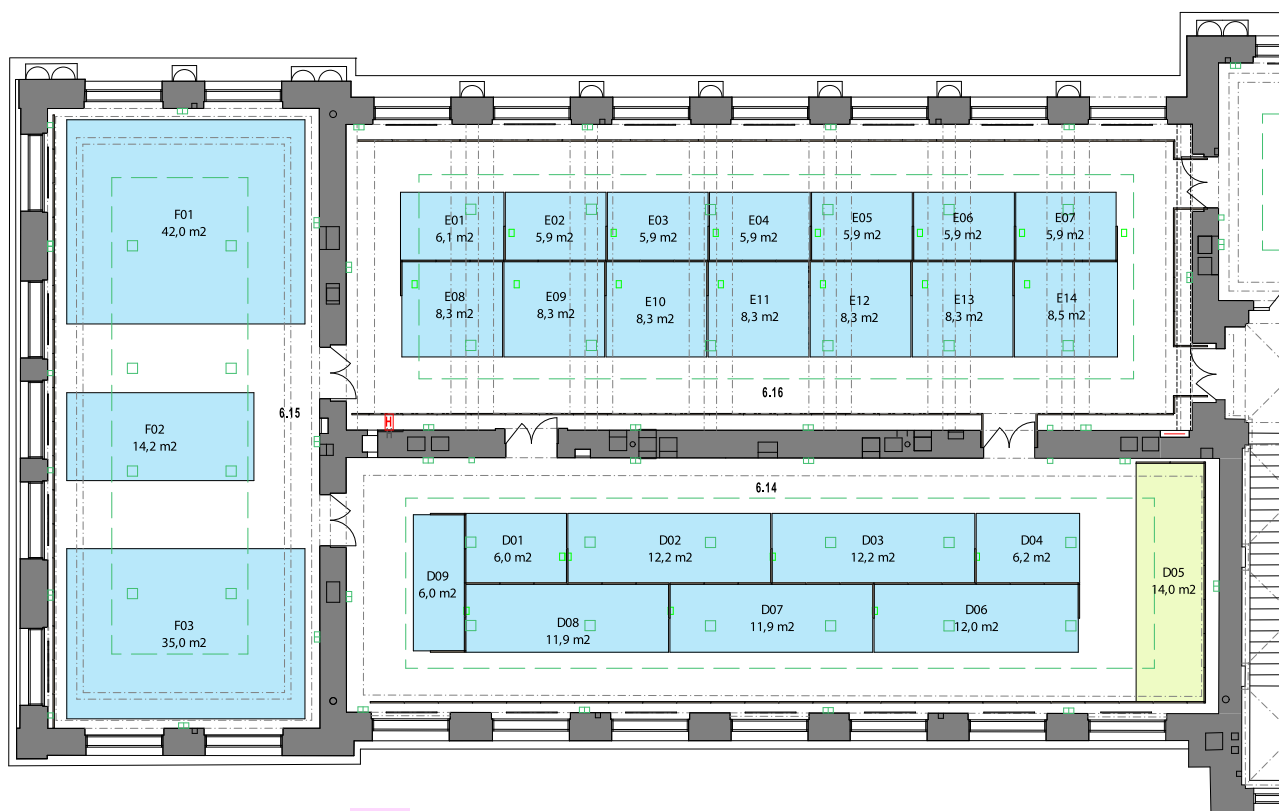 F01
42,0 m2
E01
6,1 m2
E02
5,9 m2
E03
5,9 m2
E04
5,9 m2
E05
5,9 m2
E06
5,9 m2
E07
5,9 m2
E08
8,3 m2
E09
8,3 m2
E10
8,3 m2
E11
8,3 m2
E12
8,3 m2
E13
8,3 m2
E14
8,5 m2
6.15
6.16
H
F02
14,2 m2
6.14
D01
6,0 m2
D02
12,2 m2
D03
12,2 m2
D04
6,2 m2
D09
6,0 m2
D05
14,0 m2
D08
11,9 m2
D07
11,9 m2
D06
12,0 m2
F03
35,0 m2